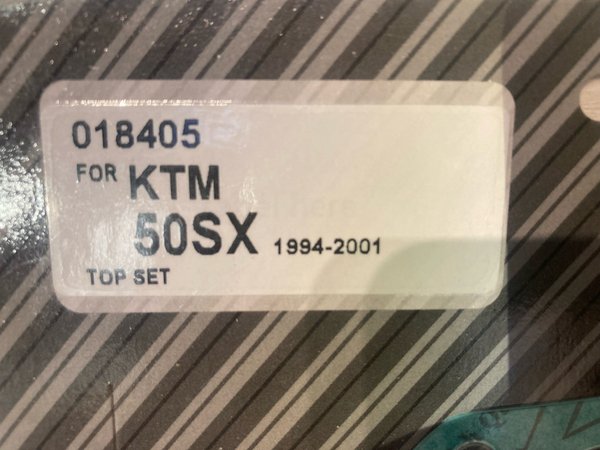 018405
FOR KTM
50SX 1994-2001
TOP SET